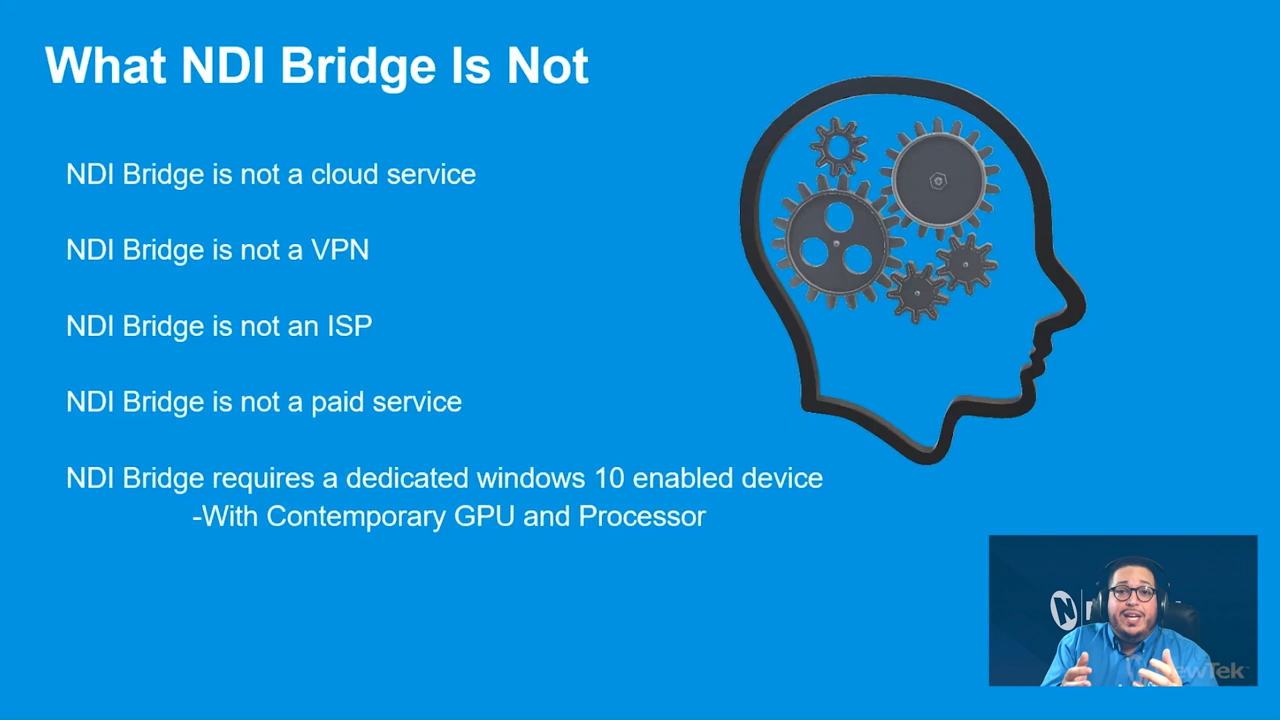 What NDI Bridge Is Not
NDI Bridge is not a cloud service
NDI Bridge is not a VPN
NDI Bridge is not an ISP
NDI Bridge is not a paid service
NDI Bridge requires a dedicated windows 10 enabled device
-With Contemporary GPU and Processor
N
NewTek